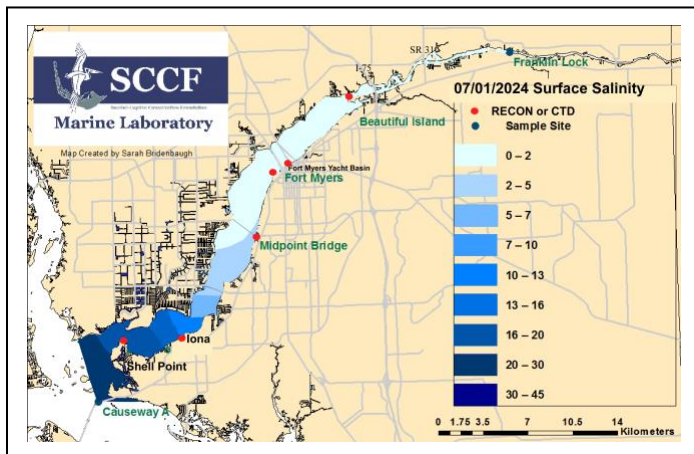 SCCF
Sanibel-Captiva Conservation Foundation
Marine Laboratory
Map Created by Sarah Bridenbaugh
I-75
SR 31
Franklin Lock
07/01/2024 Surface Salinity
RECON or CTD
Sample Site
0 – 2
2 – 5
5 – 7
7 – 10
10 – 13
13 – 16
16 – 20
20 – 30
30 – 45
Beautiful Island
Fort Myers Yacht Basin
Fort Myers
Midpoint Bridge
Iona
Shell Point
Causeway A
0 1.75 3.5 7 10.5 14
Kilometers